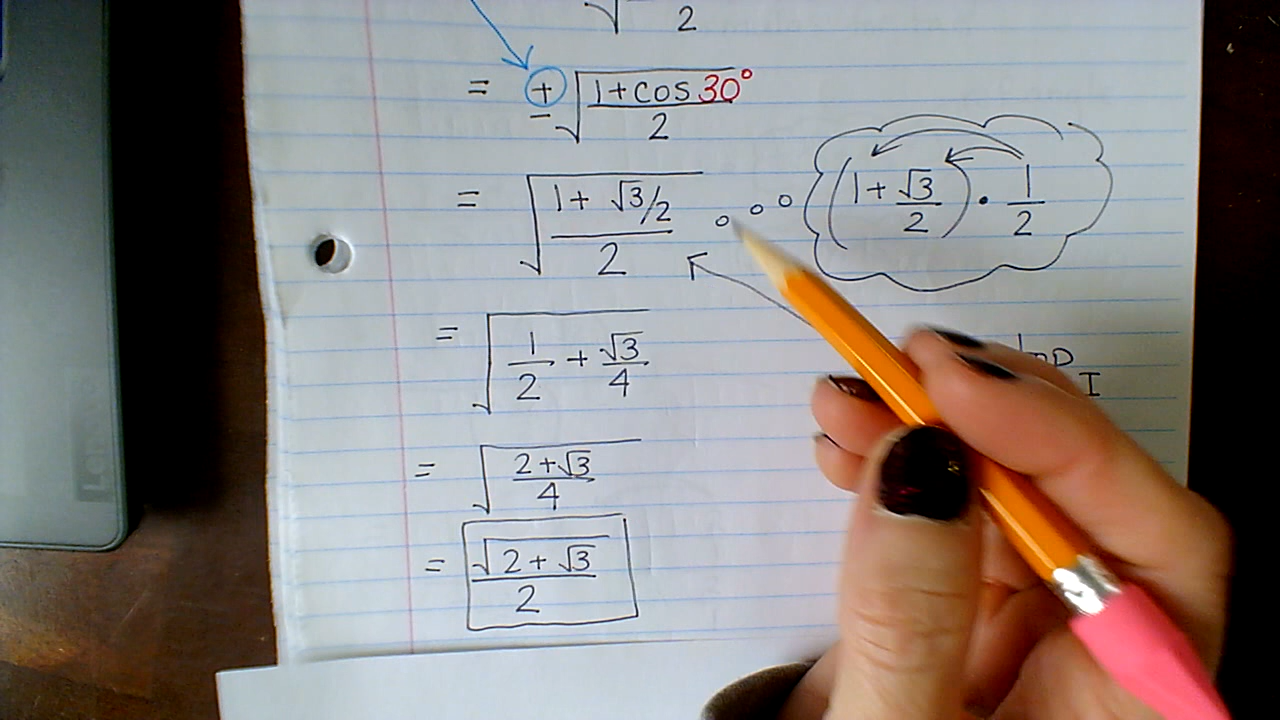 √ 2
= ± √((1 + cos 30°)/2)
= √((1 + √3/2)/2) (1 + √3/2) · 1/2
= √(1/2 + √3/4)
I
= √((2 + √3)/4)
= √(2 + √3)/2